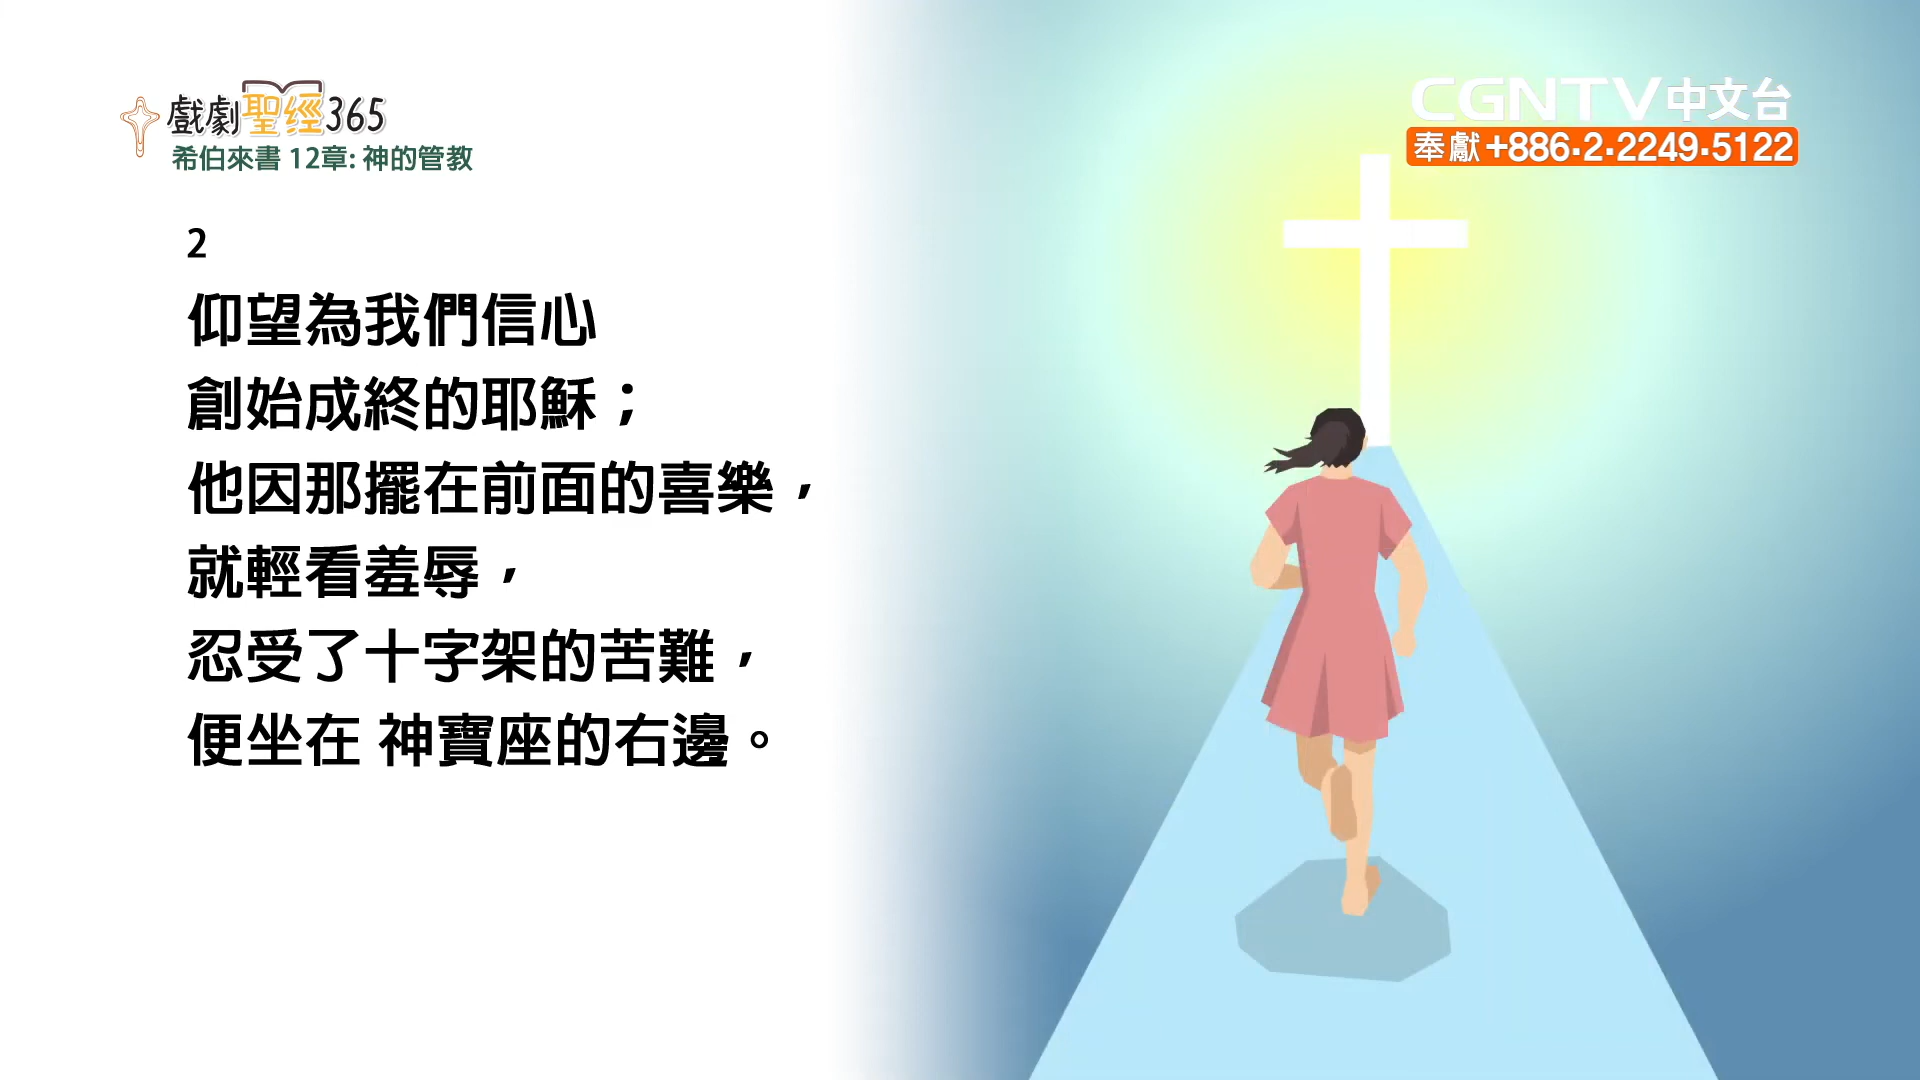 戲劇聖經365
希伯來書 12章: 神的管教
CGNTV中文台
奉獻 +886·2·2249·5122
2
仰望為我們信心
創始成終的耶穌；
他因那擺在前面的喜樂，
就輕看羞辱，
忍受了十字架的苦難，
便坐在 神寶座的右邊。